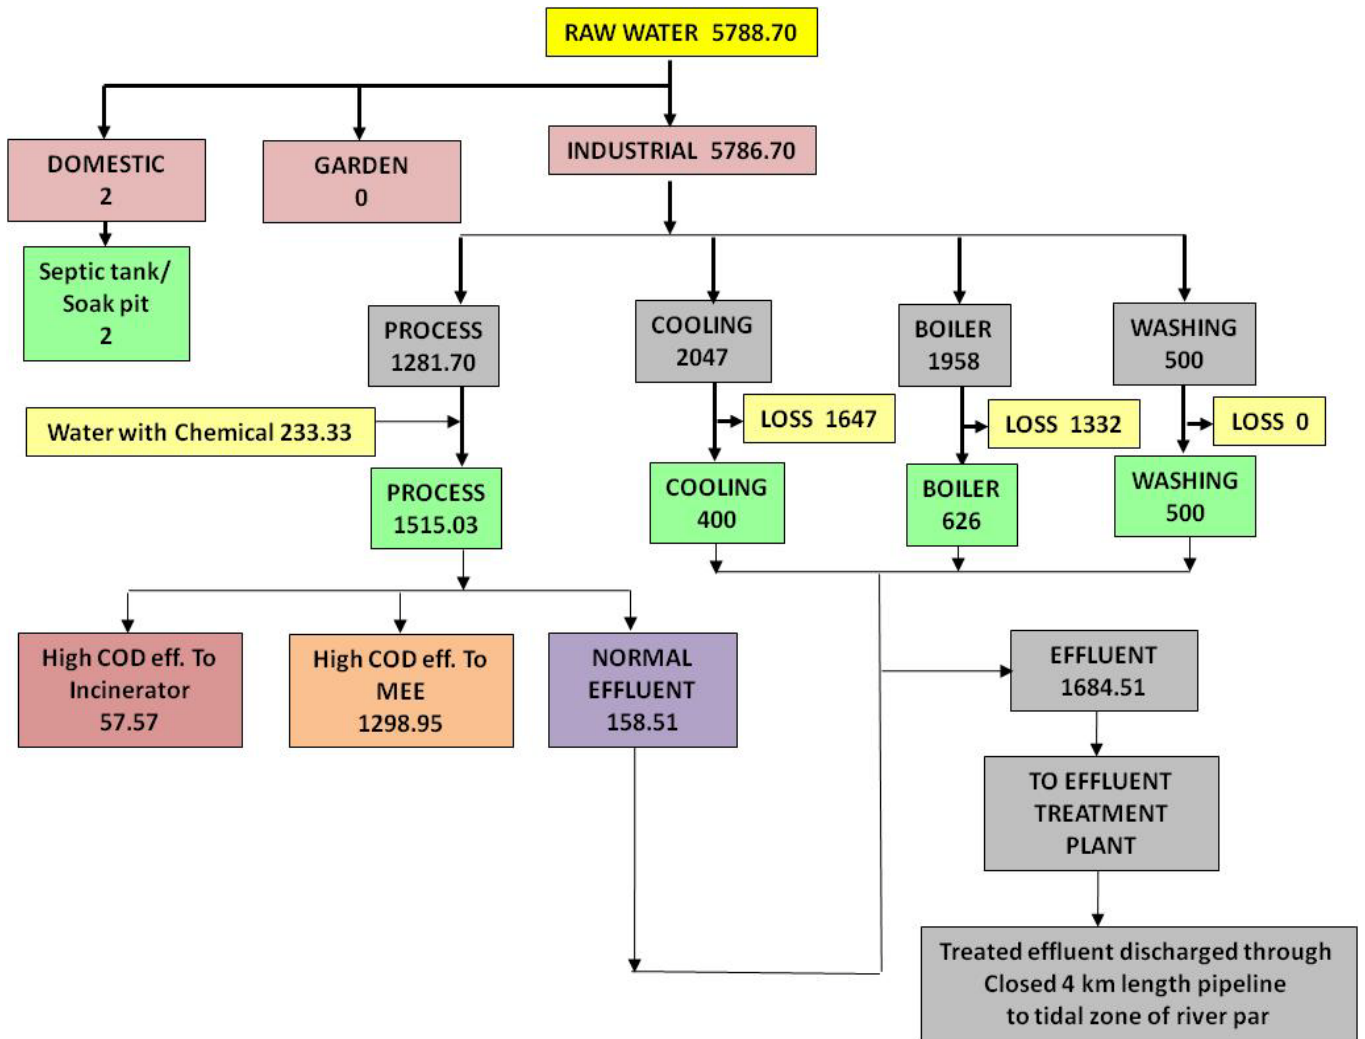 RAW WATER 5788.70
DOMESTIC
2
GARDEN
0
INDUSTRIAL 5786.70
Septic tank/
Soak pit
2
PROCESS
1281.70
COOLING
2047
BOILER
1958
WASHING
500
Water with Chemical 233.33
LOSS 1647
LOSS 1332
LOSS 0
PROCESS
1515.03
COOLING
400
BOILER
626
WASHING
500
High COD eff. To
Incinerator
57.57
High COD eff. To
MEE
1298.95
NORMAL
EFFLUENT
158.51
EFFLUENT
1684.51
TO EFFLUENT
TREATMENT
PLANT
Treated effluent discharged through
Closed 4 km length pipeline
to tidal zone of river par